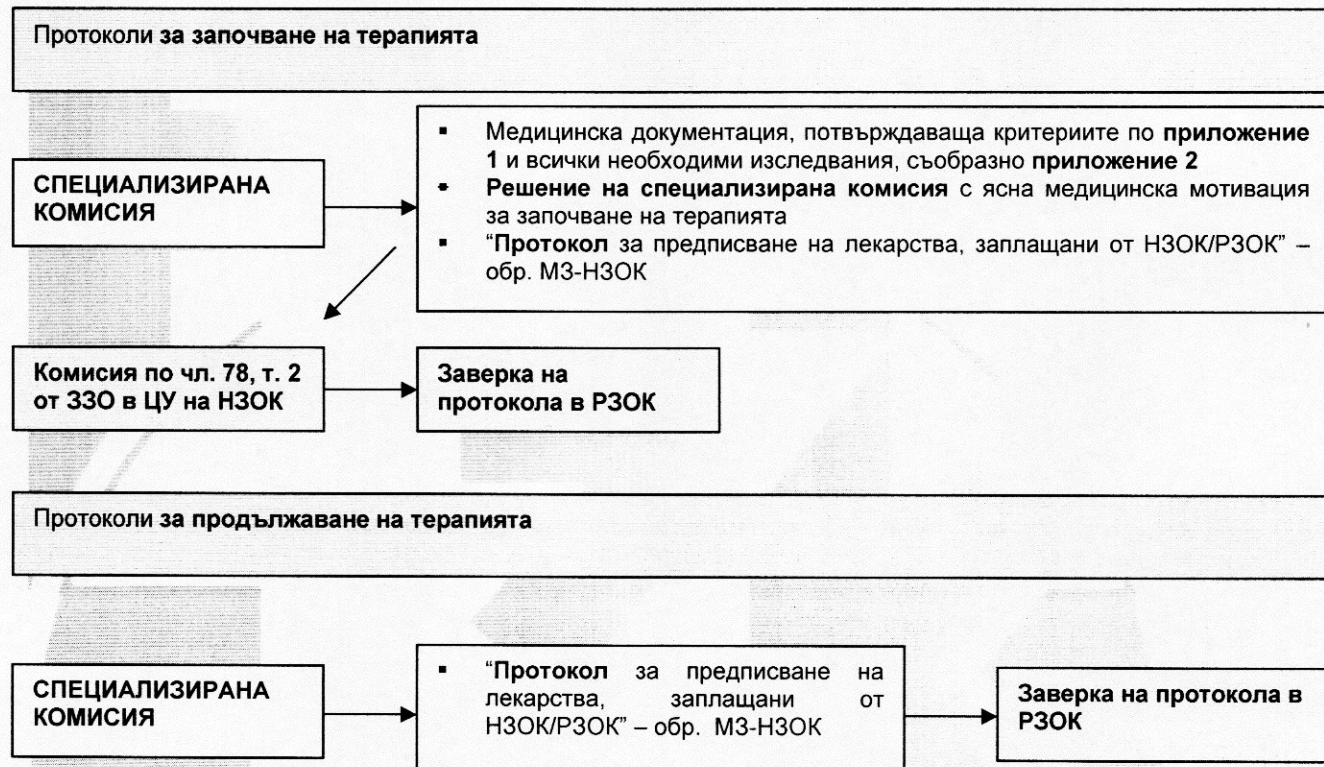 Протоколи за започване на терапията
▪ Медицинска документация, потвърждаваща критериите по приложение
1 и всички необходими изследвания, съобразно приложение 2
▪ Решение на специализирана комисия с ясна медицинска мотивация
за започване на терапията
▪ “Протокол за предписване на лекарства, заплащани от НЗОК/РЗОК” –
обр. МЗ-НЗОК
СПЕЦИАЛИЗИРАНА
КОМИСИЯ
Комисия по чл. 78, т. 2
от ЗЗО в ЦУ на НЗОК
Заверка на
протокола в РЗОК
Протоколи за продължаване на терапията
СПЕЦИАЛИЗИРАНА
КОМИСИЯ
▪ “Протокол за предписване на
лекарства, заплащани от
НЗОК/РЗОК” – обр. МЗ-НЗОК
Заверка на протокола в
РЗОК